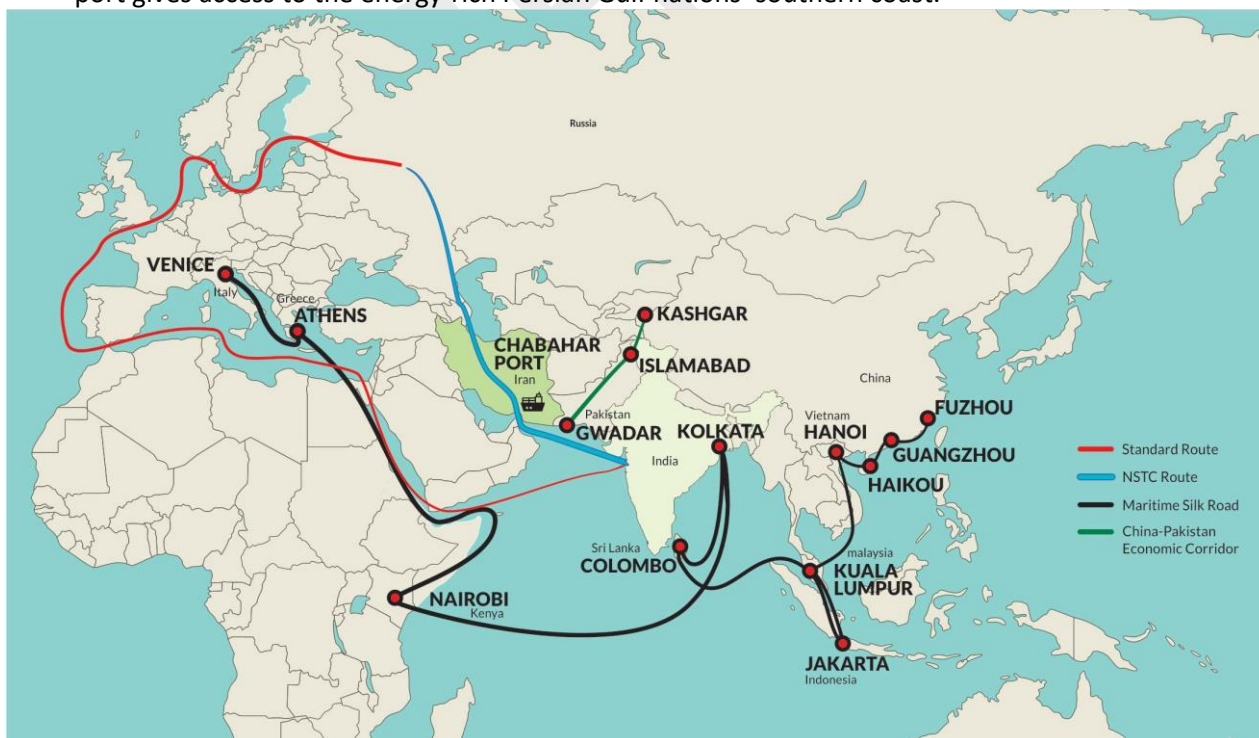 port gives access to the energy-rich Persian Gulf nations' southern coast.
Russia
VENICE
Italy
Greece
ATHENS
CHABAHAR
PORT
Iran
KASHGAR
ISLAMABAD
Pakistan
GWADAR
KOLKATA
India
China
Vietnam
HANOI
FUZHOU
GUANGZHOU
HAIKOU
Sri Lanka
COLOMBO
malaysia
KUALA
LUMPUR
NAIROBI
Kenya
JAKARTA
Indonesia
Standard Route
NSTC Route
Maritime Silk Road
China-Pakistan
Economic Corridor